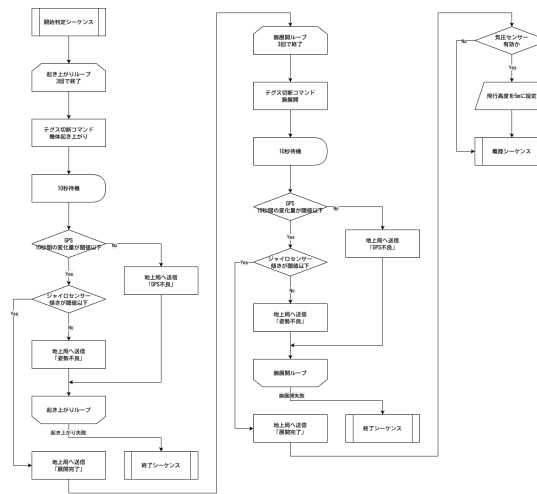 開始判定シーケンス
起き上がりループ
3回で終了
テグス切断コマンド
機体起き上がり
10秒待機
GPS
10秒間の変化量が閾値以下
No
Yes
地上局へ送信
「GPS不良」
ジャイロセンサー
傾きが閾値以下
Yes
No
地上局へ送信
「姿勢不良」
起き上がりループ
起き上がり失敗
地上局へ送信
「展開完了」
終了シーケンス
腕展開ループ
3回で終了
テグス切断コマンド
腕展開
10秒待機
GPS
10秒間の変化量が閾値以下
No
Yes
地上局へ送信
「GPS不良」
ジャイロセンサー
傾きが閾値以下
Yes
No
地上局へ送信
「姿勢不良」
腕展開ループ
腕展開失敗
地上局へ送信
「展開完了」
終了シーケンス
気圧センサー
有効か
No
Yes
飛行高度を5mに設定
離陸シーケンス